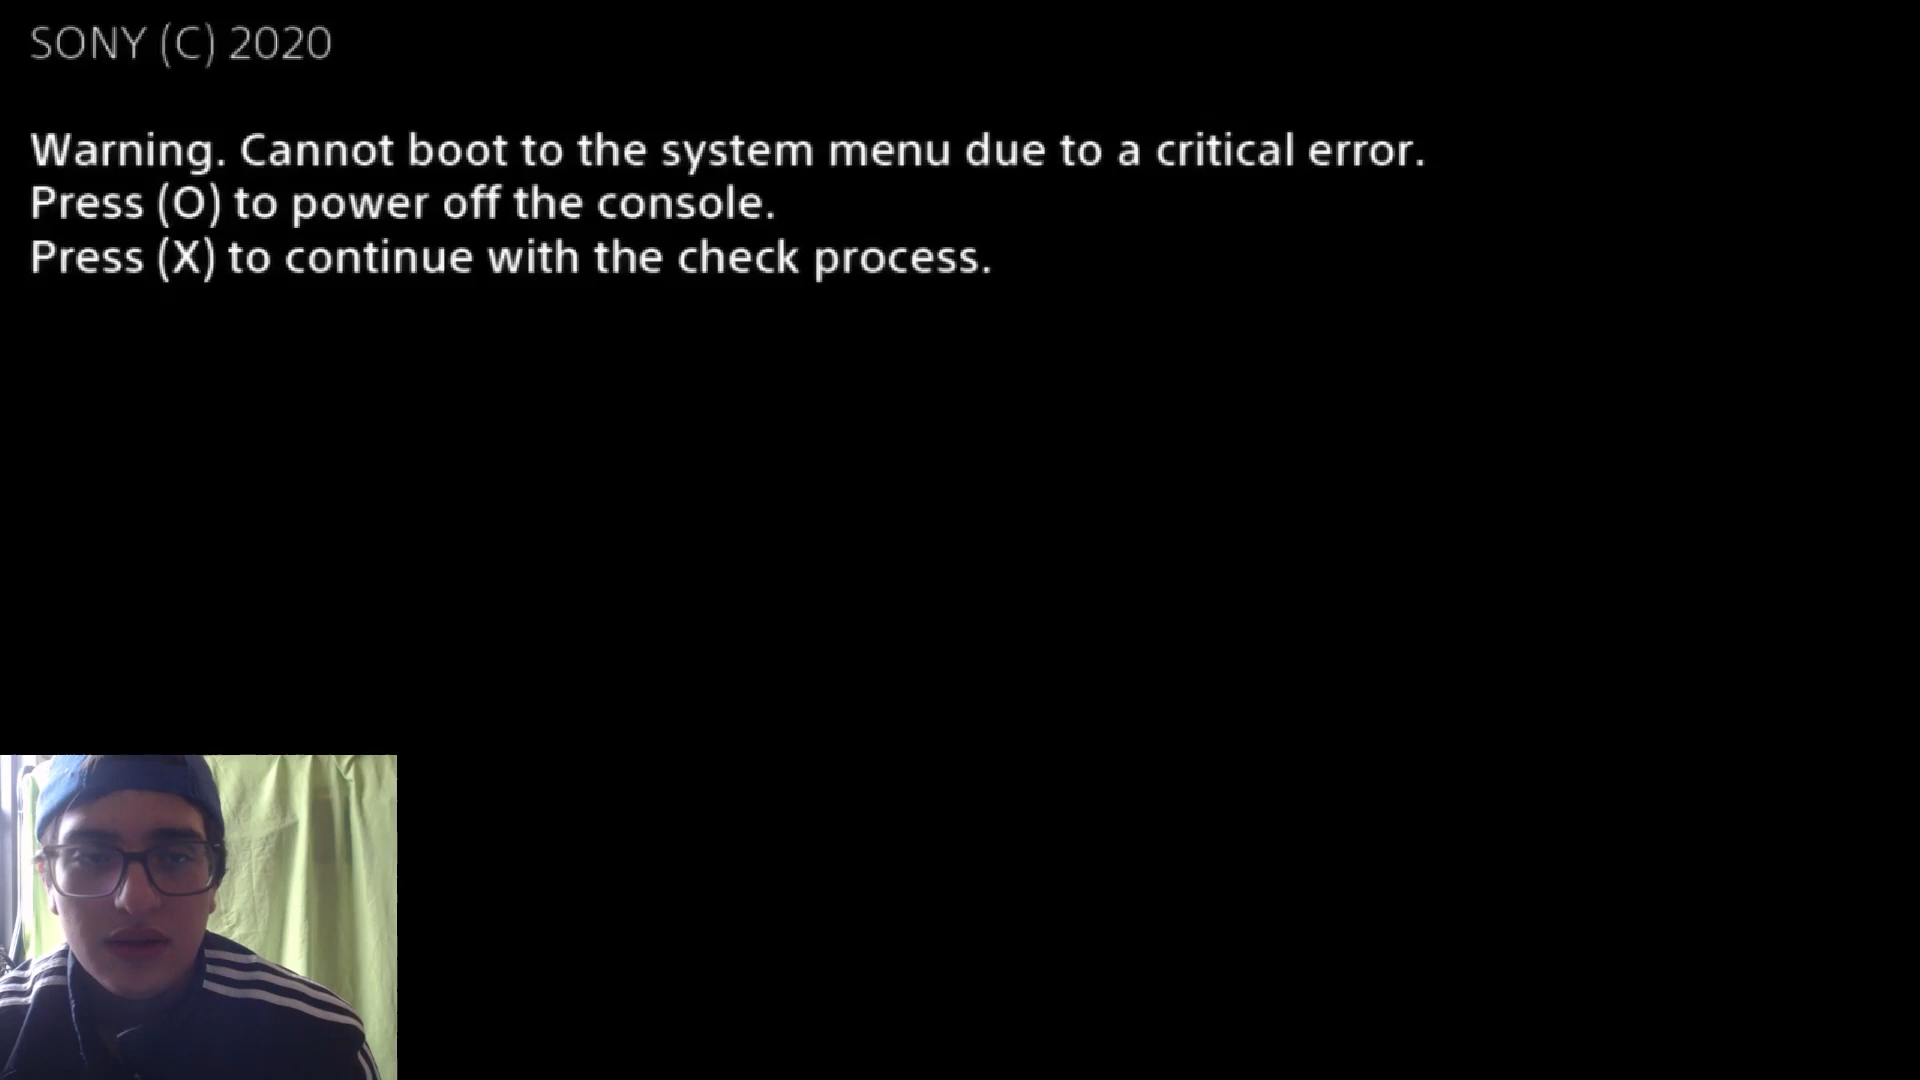 SONY (C) 2020
Warning. Cannot boot to the system menu due to a critical error.
Press (O) to power off the console.
Press (X) to continue with the check process.